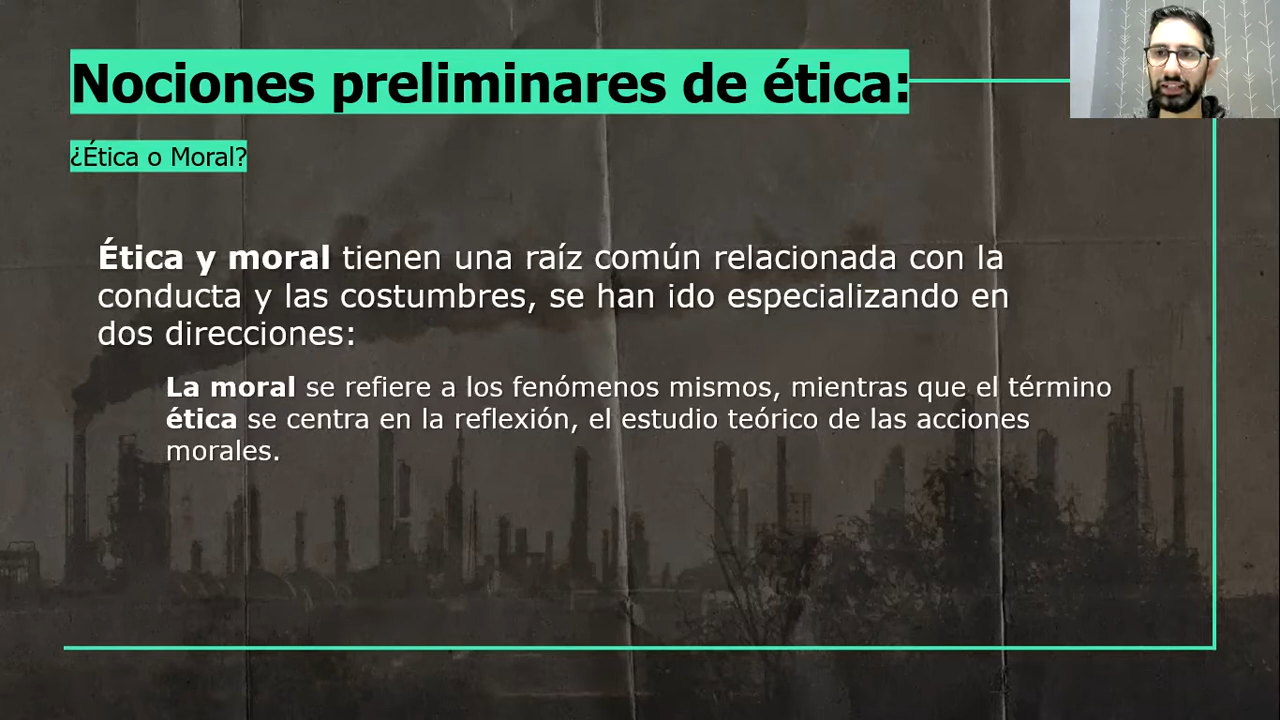 Nociones preliminares de ética:
¿Ética o Moral?
Ética y moral tienen una raíz común relacionada con la
conducta y las costumbres, se han ido especializando en
dos direcciones:
La moral se refiere a los fenómenos mismos, mientras que el término
ética se centra en la reflexión, el estudio teórico de las acciones
morales.